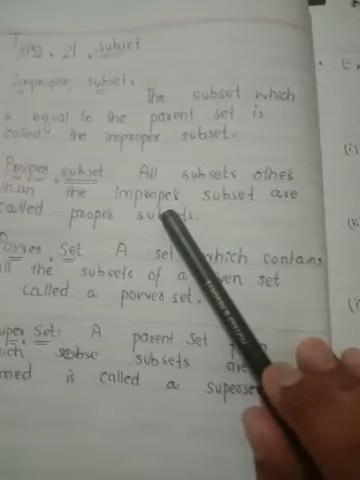 Types of subset
Improper subset.
The subset which
is equal to the parent set is
called the improper subset.
Proper subset All subsets other
than the improper subset are
called proper subsets.
Power Set A set which contains
all the subsets of a given set
called a power set.
Super Set: A parent set from
which subse subsets are
formed is called a superset
(i)